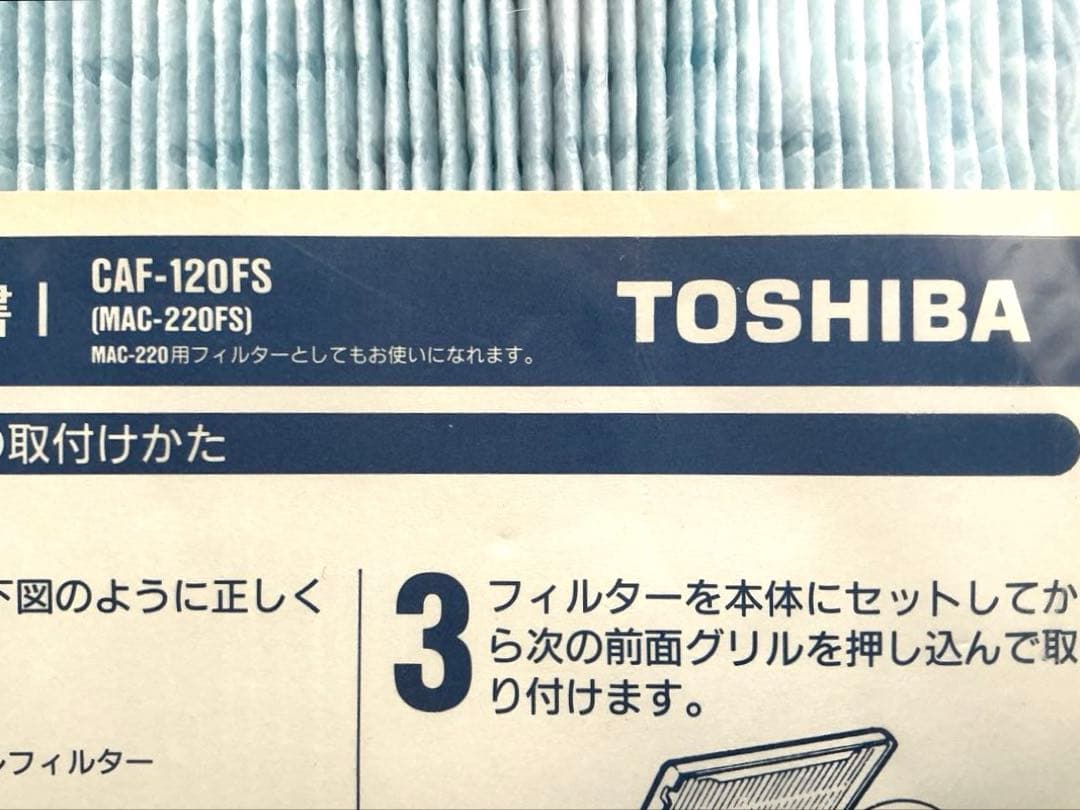 書
CAF-120FS
(MAC-220FS)
MAC-220用フィルターとしてもお使いになれます。
TOSHIBA
の取付けかた
下図のように正しく
3
フィルターを本体にセットしてか
ら次の前面グリルを押し込んで取
り付けます。
ルフィルター